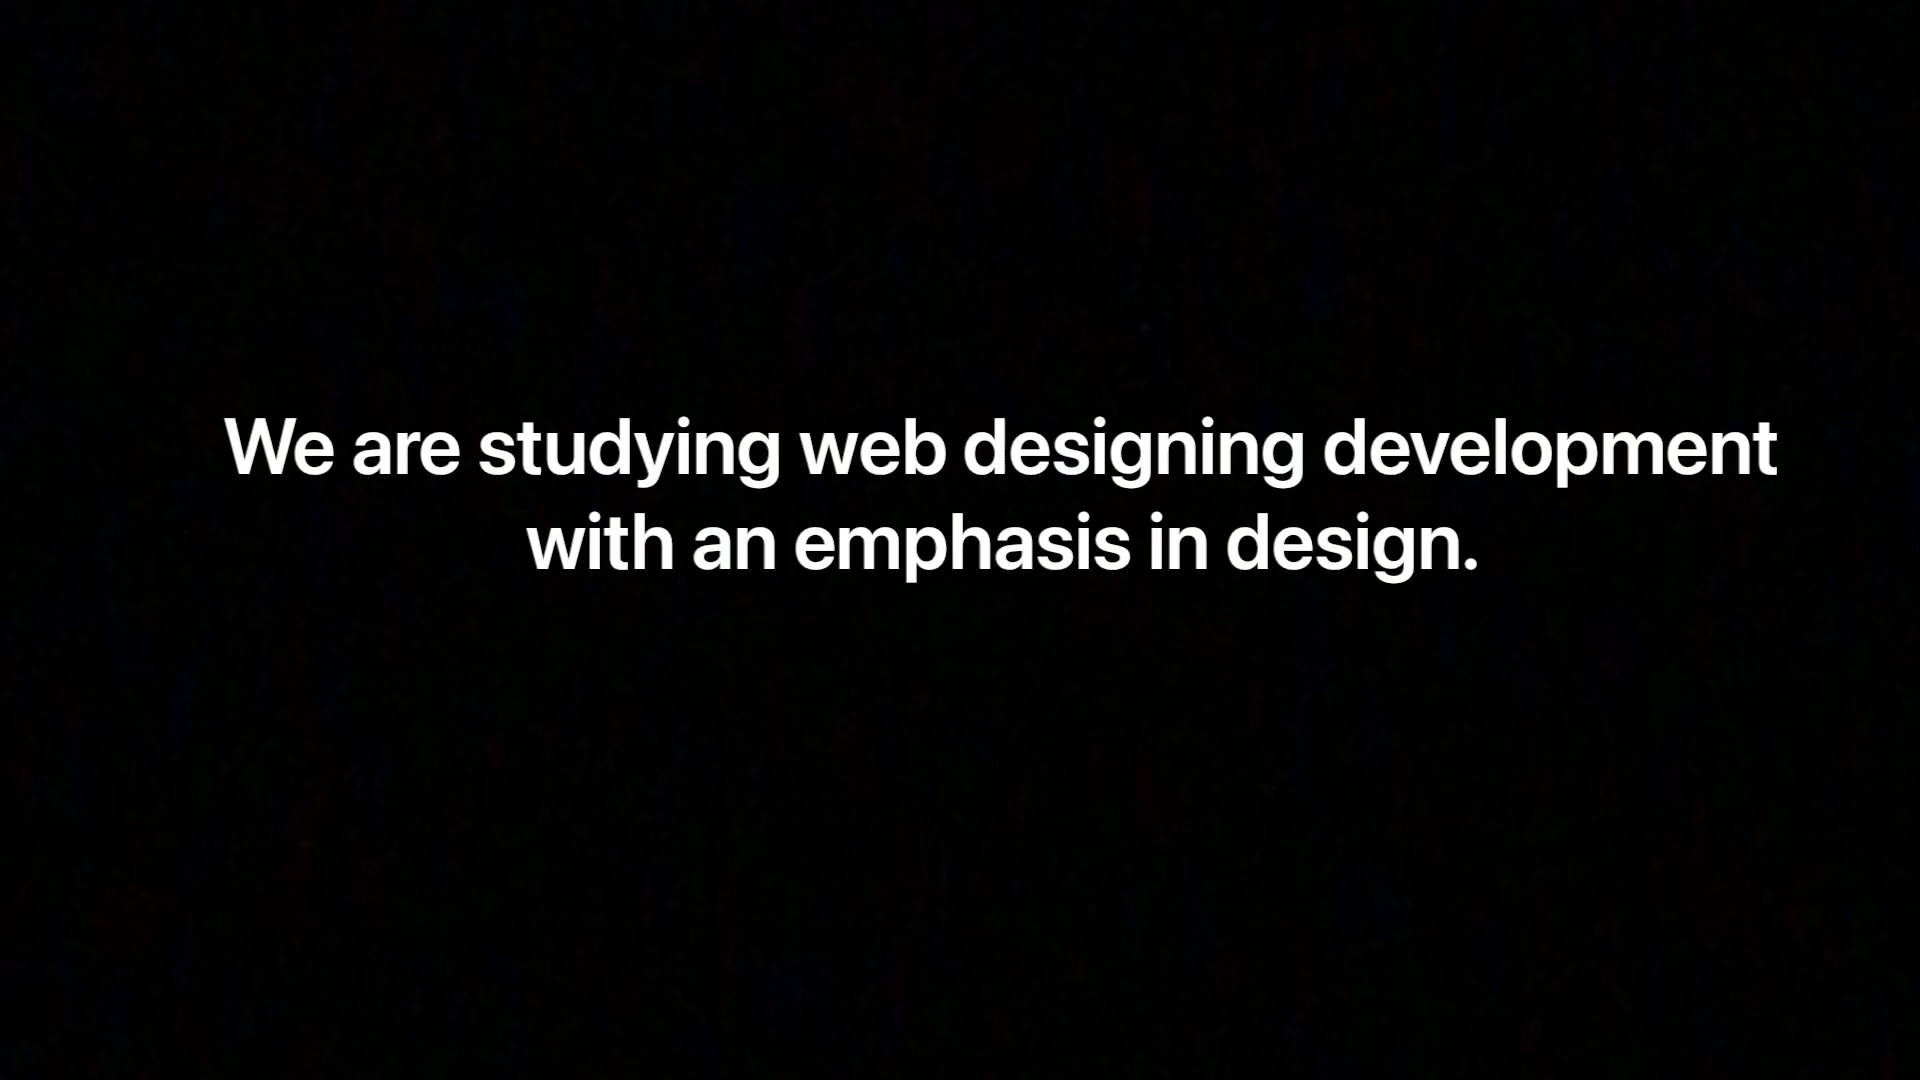 We are studying web designing development
with an emphasis in design.